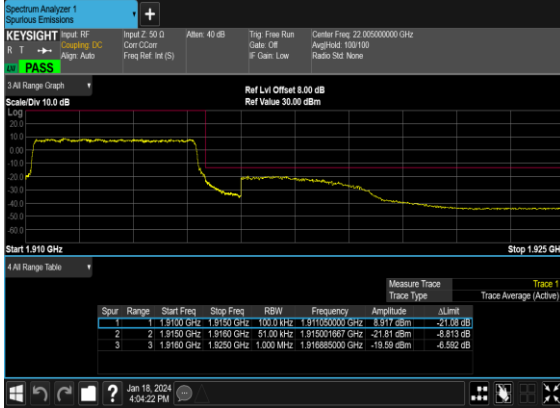 Spectrum Analyzer 1
Spurious Emissions
+
KEYSIGHT Input: RF Input Z: 50 Ω Atten: 40 dB Trig: Free Run Center Freq: 22.005000000 GHz
R T Coupling: DC Corr CCorr Gate: Off Avg|Hold: 100/100
Align: Auto Freq Ref: Int (S) IF Gain: Low Radio Std: None
PASS
3 All Range Graph
Ref Lvl Offset 8.00 dB
Scale/Div 10.0 dB Ref Value 30.00 dBm
Log
20.0
10.0
0.00
-10.0
-20.0
-30.0
-40.0
-50.0
-60.0
Start 1.910 GHz Stop 1.925 GH
4 All Range Table
Measure Trace Trace 1
Trace Type Trace Average (Active)
Spur Range Start Freq Stop Freq RBW Frequency Amplitude ΔLimit
1 1 1.9100 GHz 1.9150 GHz 100.0 kHz 1.911050000 GHz 8.917 dBm -21.08 dB
2 2 1.9150 GHz 1.9160 GHz 51.00 kHz 1.915001667 GHz -21.81 dBm -8.813 dB
3 3 1.9160 GHz 1.9250 GHz 1.000 MHz 1.916885000 GHz -19.59 dBm -6.592 dB
? Jan 18, 2024
4:04:22 PM